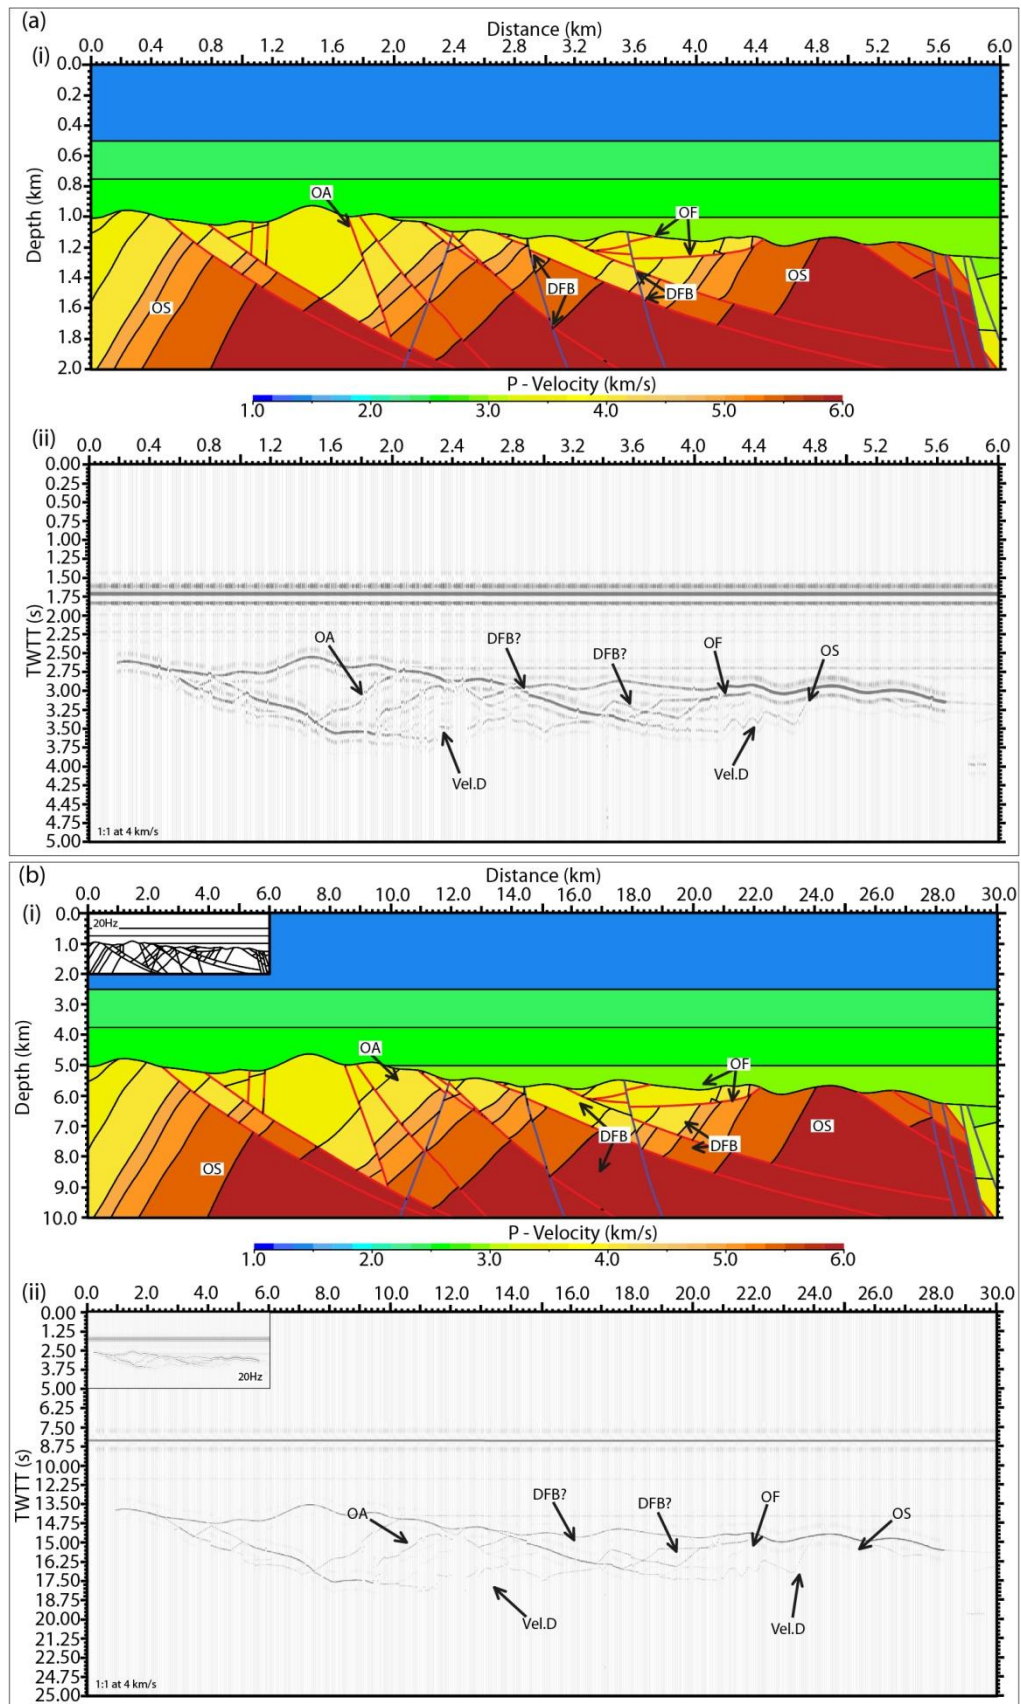 (a)
Distance (km)
0.0 0.4 0.8 1.2 1.6 2.0 2.4 2.8 3.2 3.6 4.0 4.4 4.8 5.2 5.6 6.0
(i)
0.0
0.2
0.4
0.6
0.8
1.0
1.2
1.4
1.6
1.8
2.0
Depth (km)
OA
OF
OS
DFB
DFB
OS
P - Velocity (km/s)
1.0 2.0 3.0 4.0 5.0 6.0
(ii)
0.0 0.4 0.8 1.2 1.6 2.0 2.4 2.8 3.2 3.6 4.0 4.4 4.8 5.2 5.6 6.0
0.00
0.25
0.50
0.75
1.00
1.25
1.50
1.75
2.00
2.25
2.50
2.75
3.00
3.25
3.50
3.75
4.00
4.25
4.45
4.75
5.00
TWTT (s)
OA
DFB?
DFB?
OF
OS
Vel.D
Vel.D
1:1 at 4 km/s
(b)
Distance (km)
0.0 2.0 4.0 6.0 8.0 10.0 12.0 14.0 16.0 18.0 20.0 22.0 24.0 26.0 28.0 30.0
(i)
0.0
1.0
2.0
3.0
4.0
5.0
6.0
7.0
8.0
9.0
10.0
Depth (km)
20Hz
OA
OF
OS
DFB
DFB
OS
P - Velocity (km/s)
1.0 2.0 3.0 4.0 5.0 6.0
(ii)
0.0 2.0 4.0 6.0 8.0 10.0 12.0 14.0 16.0 18.0 20.0 22.0 24.0 26.0 28.0 30.0
0.00
1.25
2.50
3.75
5.00
6.25
7.50
8.75
10.00
12.25
13.50
14.75
15.00
16.25
17.50
18.75
20.00
21.25
22.50
23.75
24.75
25.00
TWTT (s)
20Hz
OA
DFB?
DFB?
OF
OS
Vel.D
Vel.D
1:1 at 4 km/s